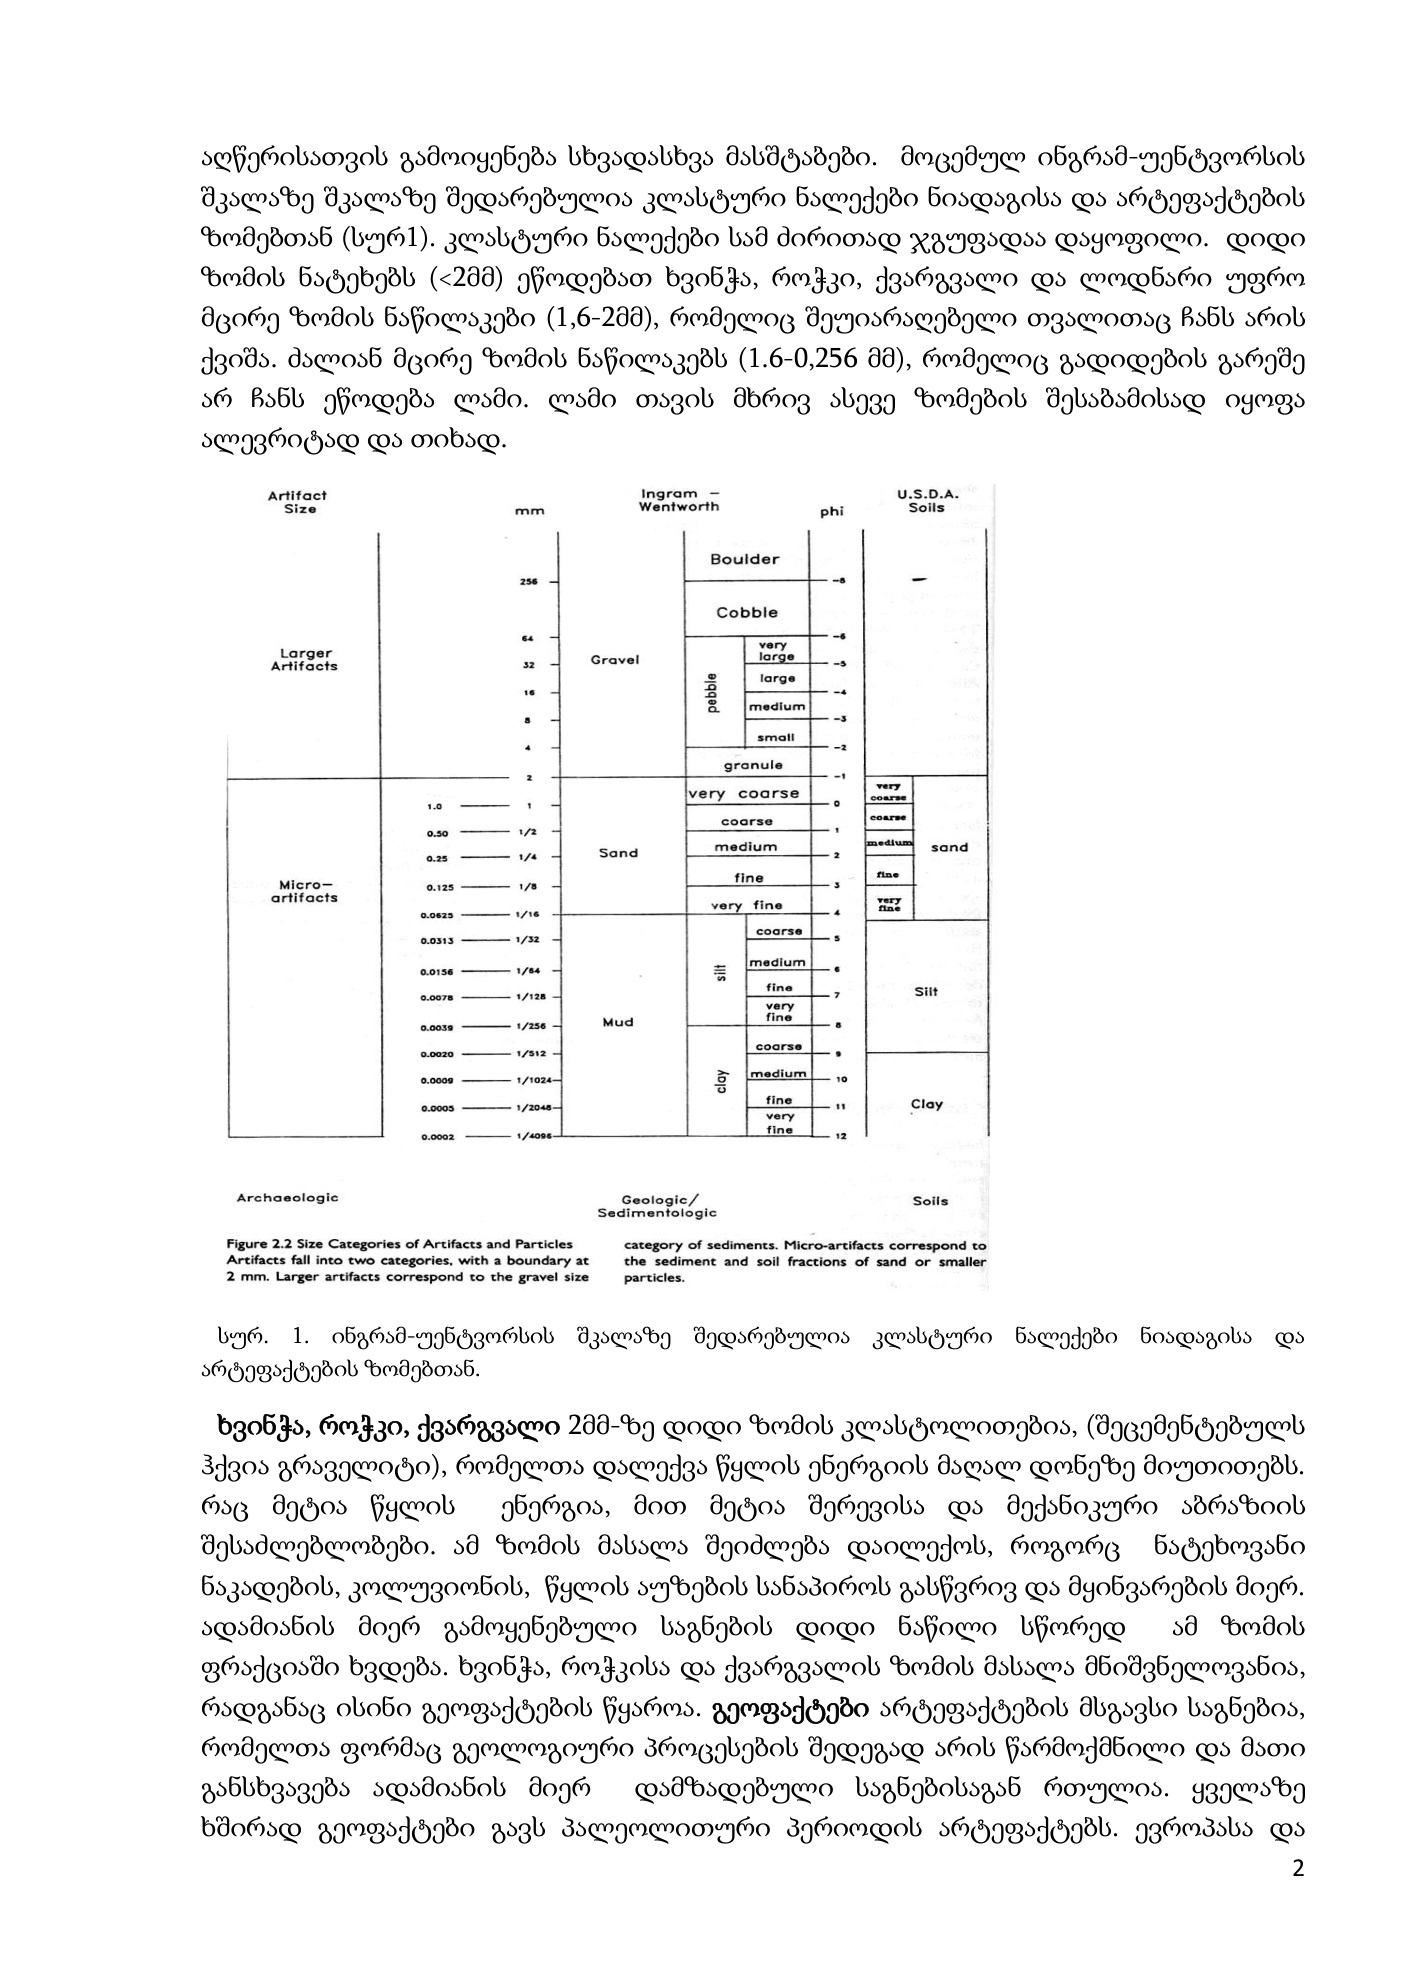 აღწერისათვის გამოიყენება სხვადასხვა მასშტაბები. მოცემულ ინგრამ-უენტვორსის
შკალაზე შკალაზე შედარებულია კლასტური ნალექები ნიადაგისა და არტეფაქტების
ზომებთან (სურ1). კლასტური ნალექები სამ ძირითად ჯგუფადაა დაყოფილი. დიდი
ზომის ნატეხებს (<2მმ) ეწოდებათ ხვინჭა, როჭკი, ქვარგვალი და ლოდნარი უფრო
მცირე ზომის ნაწილაკები (1,6-2მმ), რომელიც შეუიარაღებელი თვალითაც ჩანს არის
ქვიშა. ძალიან მცირე ზომის ნაწილაკებს (1.6-0,256 მმ), რომელიც გადიდების გარეშე
არ ჩანს ეწოდება ლამი. ლამი თავის მხრივ ასევე ზომების შესაბამისად იყოფა
ალევრიტად და თიხად.
Artifact Size
mm
Ingram – Wentworth
phi
U.S.D.A. Soils
Boulder
256
-8
Cobble
64
-6
Larger Artifacts
Gravel
pebble
very large
32
-5
large
16
-4
medium
8
-3
small
4
-2
granule
2
-1
very coarse
very coarse
1.0
1
0
coarse
coarse
0.50
1/2
1
Sand
medium
medium
sand
0.25
1/4
2
fine
fine
0.125
1/8
3
Micro– artifacts
very fine
very fine
0.0625
1/16
4
silt
coarse
0.0313
1/32
5
medium
0.0156
1/64
6
fine
Silt
0.0078
1/128
7
Mud
very fine
0.0039
1/256
8
clay
coarse
0.0020
1/512
9
medium
0.0009
1/1024
10
fine
Clay
0.0005
1/2048
11
very fine
0.0002
1/4096
12
Archaeologic
Geologic/ Sedimentologic
Soils
Figure 2.2 Size Categories of Artifacts and Particles
Artifacts fall into two categories, with a boundary at
2 mm. Larger artifacts correspond to the gravel size
category of sediments. Micro-artifacts correspond to
the sediment and soil fractions of sand or smaller
particles.
სურ. 1. ინგრამ-უენტვორსის შკალაზე შედარებულია კლასტური ნალექები ნიადაგისა და
არტეფაქტების ზომებთან.
ხვინჭა, როჭკი, ქვარგვალი 2მმ-ზე დიდი ზომის კლასტოლითებია, (შეცემენტებულს
ჰქვია გრაველიტი), რომელთა დალექვა წყლის ენერგიის მაღალ დონეზე მიუთითებს.
რაც მეტია წყლის ენერგია, მით მეტია შერევისა და მექანიკური აბრაზიის
შესაძლებლობები. ამ ზომის მასალა შეიძლება დაილექოს, როგორც ნატეხოვანი
ნაკადების, კოლუვიონის, წყლის აუზების სანაპიროს გასწვრივ და მყინვარების მიერ.
ადამიანის მიერ გამოყენებული საგნების დიდი ნაწილი სწორედ ამ ზომის
ფრაქციაში ხვდება. ხვინჭა, როჭკისა და ქვარგვალის ზომის მასალა მნიშვნელოვანია,
რადგანაც ისინი გეოფაქტების წყაროა. გეოფაქტები არტეფაქტების მსგავსი საგნებია,
რომელთა ფორმაც გეოლოგიური პროცესების შედეგად არის წარმოქმნილი და მათი
განსხვავება ადამიანის მიერ დამზადებული საგნებისაგან რთულია. ყველაზე
ხშირად გეოფაქტები გავს პალეოლითური პერიოდის არტეფაქტებს. ევროპასა და
2